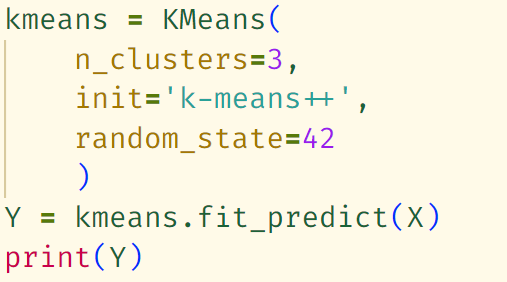 kmeans = KMeans(
    n_clusters=3,
    init='k-means++',
    random_state=42
    )
Y = kmeans.fit_predict(X)
print(Y)